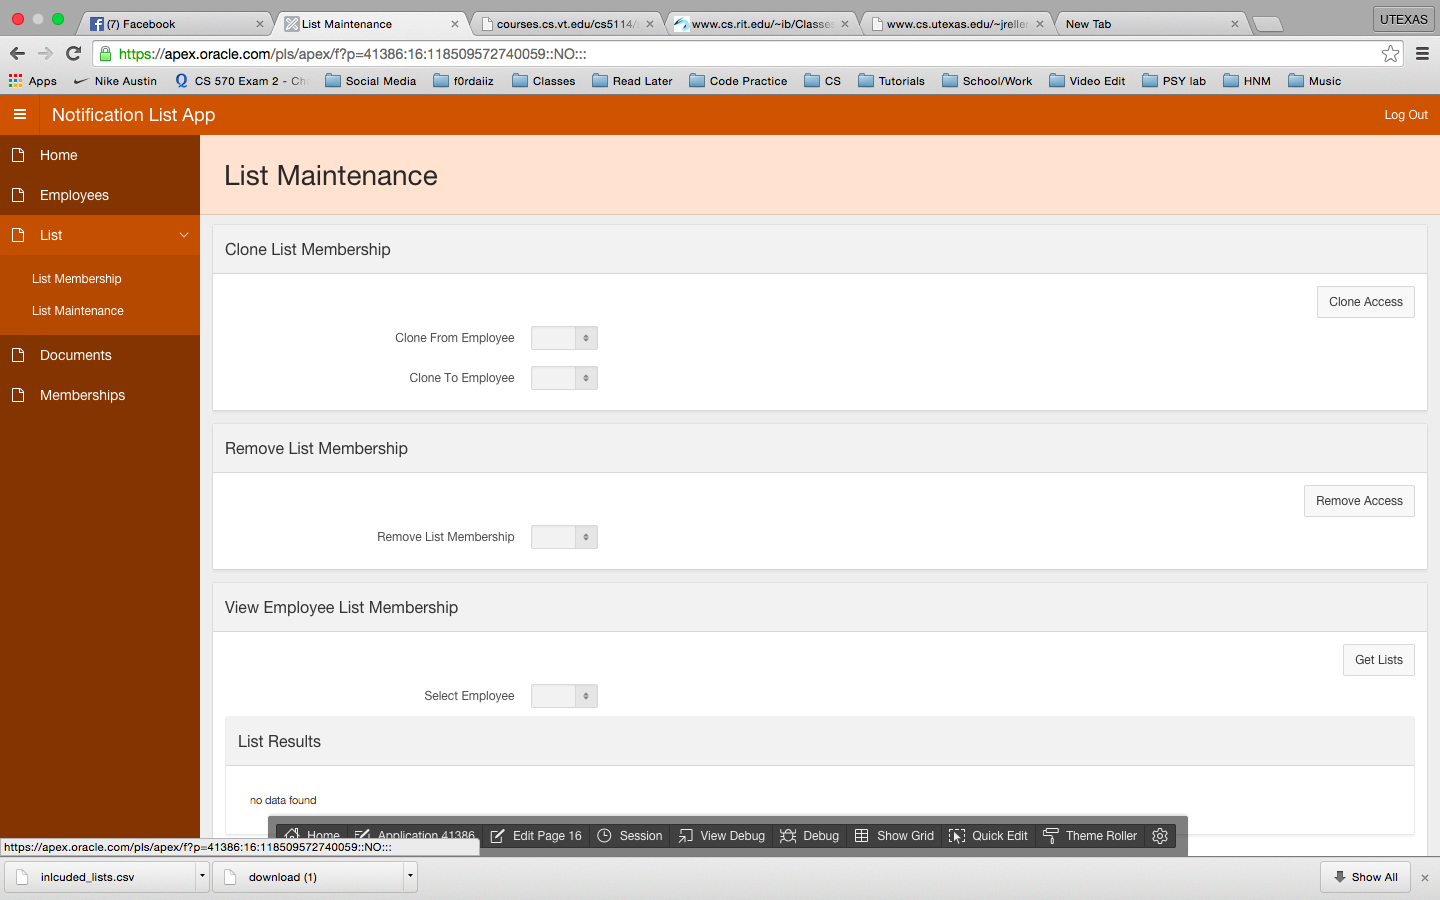 (7) Facebook
List Maintenance
courses.cs.vt.edu/cs5114/
www.cs.rit.edu/~ib/Classes
www.cs.utexas.edu/~jrelle
New Tab
UTEXAS
https://apex.oracle.com/pls/apex/f?p=41386:16:118509572740059::NO:::
Apps
Nike Austin
CS 570 Exam 2 - Ch
Social Media
f0rdaiiz
Classes
Read Later
Code Practice
CS
Tutorials
School/Work
Video Edit
PSY lab
HNM
Music
Notification List App
Log Out
Home
Employees
List
List Membership
List Maintenance
Documents
Memberships
List Maintenance
Clone List Membership
Clone Access
Clone From Employee
Clone To Employee
Remove List Membership
Remove Access
Remove List Membership
View Employee List Membership
Get Lists
Select Employee
List Results
no data found
Home
Application 41386
Edit Page 16
Session
View Debug
Debug
Show Grid
Quick Edit
Theme Roller
https://apex.oracle.com/pls/apex/f?p=41386:16:118509572740059::NO:::
inlcuded_lists.csv
download (1)
Show All